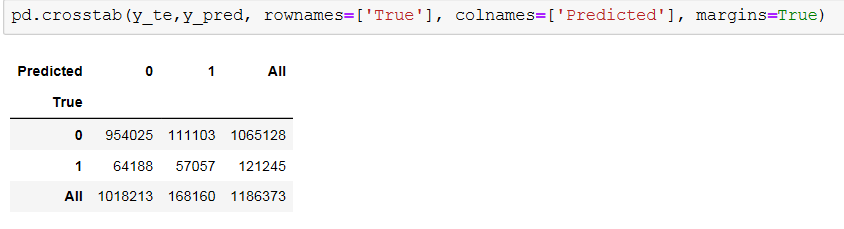 pd.crosstab(y_te,y_pred, rownames=['True'], colnames=['Predicted'], margins=True)
Predicted 0 1 All
True
0 954025 111103 1065128
1 64188 57057 121245
All 1018213 168160 1186373